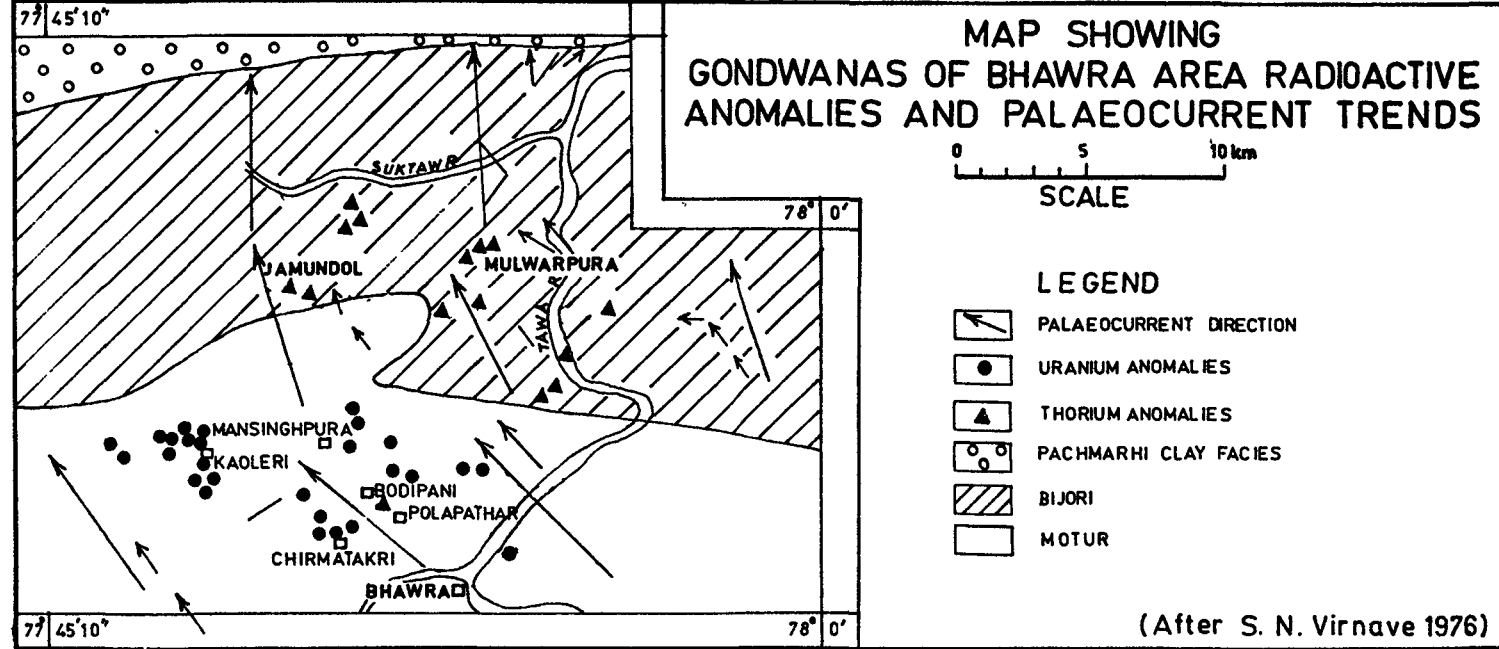 77° 45'10"
MAP SHOWING
GONDWANAS OF BHAWRA AREA RADIOACTIVE
ANOMALIES AND PALAEOCURRENT TRENDS
0 5 10 km
SCALE
78° 0'
SUKTAW R
JAMUNDOL
MULWARPURA
TAWA R
LEGEND
PALAEOCURRENT DIRECTION
URANIUM ANOMALIES
THORIUM ANOMALIES
PACHMARHI CLAY FACIES
BIJORI
MOTUR
MANSINGHPURA
KAOLERI
BODIPANI
POLAPATHAR
CHIRMATAKRI
BHAWRA
77° 45'10"
78° 0'
(After S. N. Virnave 1976)